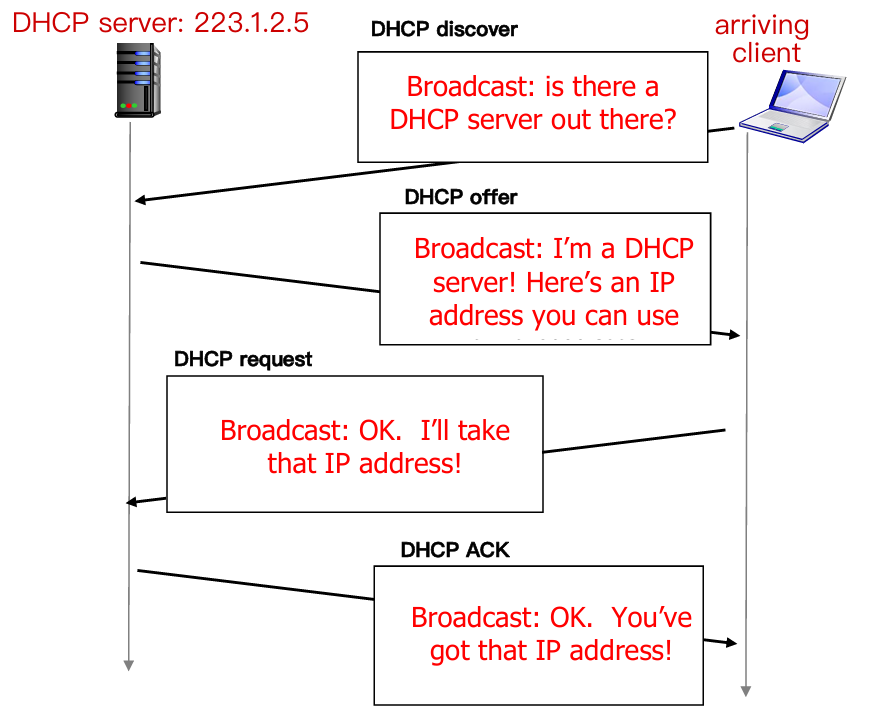 DHCP server: 223.1.2.5
DHCP discover
arriving
client
Broadcast: is there a
DHCP server out there?
DHCP offer
Broadcast: I’m a DHCP
server! Here’s an IP
address you can use
DHCP request
Broadcast: OK.  I’ll take
that IP address!
DHCP ACK
Broadcast: OK.  You’ve
got that IP address!